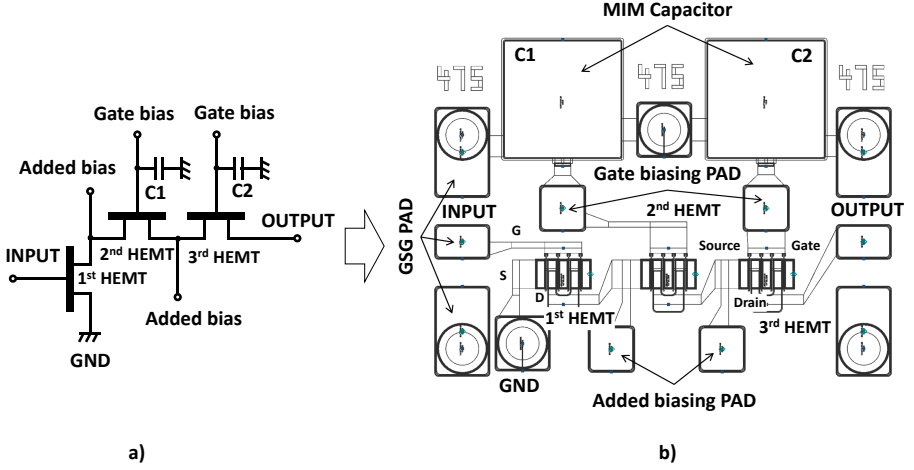 Gate bias
Gate bias
Added bias
C1
C2
INPUT
OUTPUT
2nd HEMT
3rd HEMT
1st HEMT
Added bias
GND
a)
MIM Capacitor
C1
C2
475
475
475
Gate biasing PAD
GSG PAD
INPUT
2nd HEMT
OUTPUT
G
Source
Gate
S
D
Drain
1st HEMT
3rd HEMT
GND
Added biasing PAD
b)